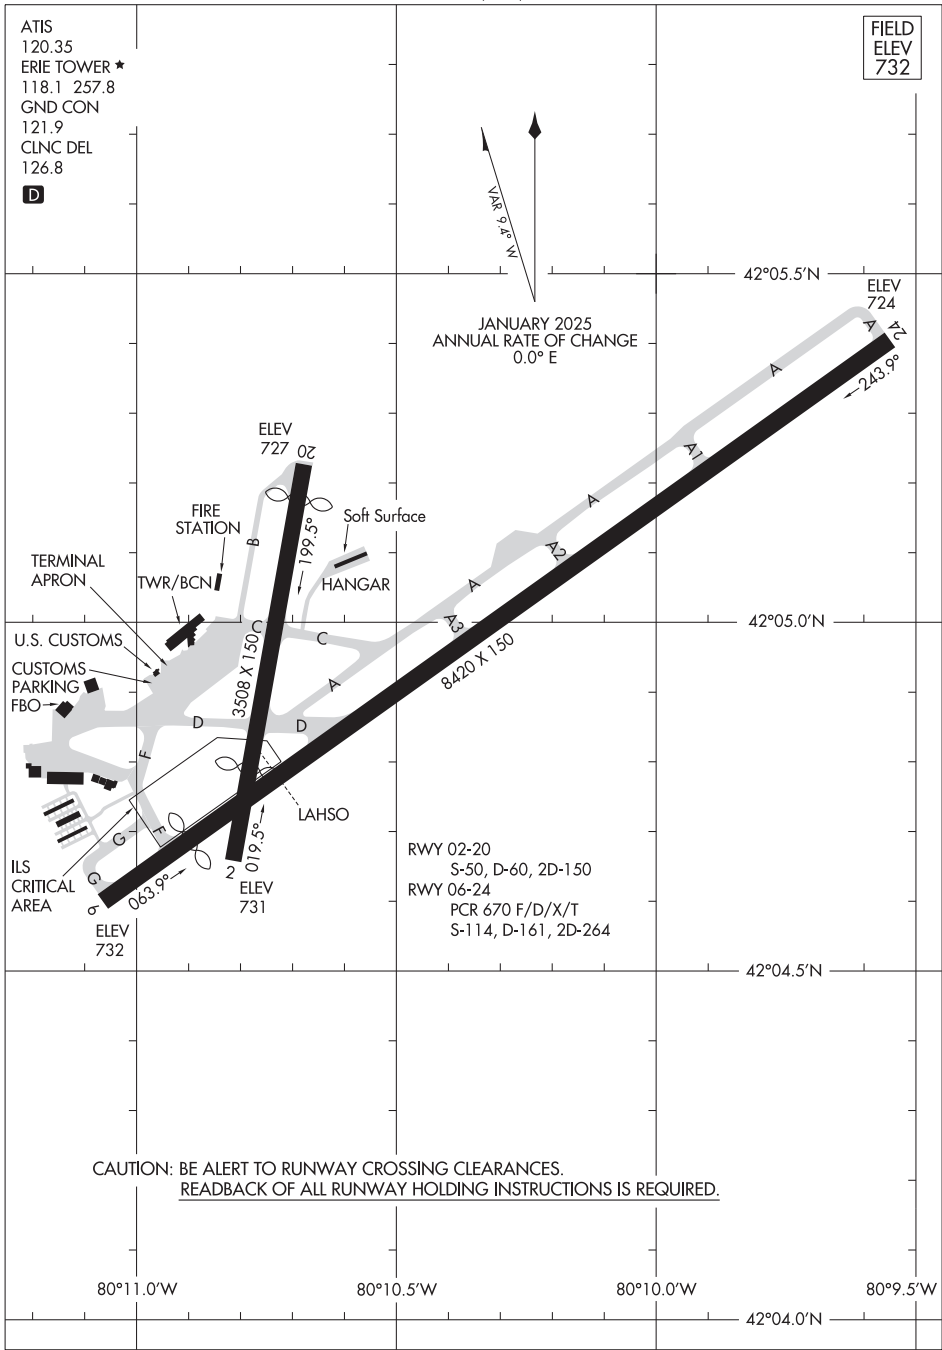 ATIS
120.35
ERIE TOWER ★
118.1 257.8
GND CON
121.9
CLNC DEL
126.8
D
FIELD
ELEV
732
VAR 9.4° W
JANUARY 2025
ANNUAL RATE OF CHANGE
0.0° E
42°05.5'N
ELEV
724
24
A
243.9°
A
A1
A
A2
A
A3
8420 X 150
ELEV
727
20
199.5°
FIRE
STATION
B
Soft Surface
HANGAR
TERMINAL
APRON
TWR/BCN
42°05.0'N
C
C
U.S. CUSTOMS
CUSTOMS
PARKING
FBO
3508 X 150
A
D
D
F
LAHSO
F
G
G
ILS
CRITICAL
AREA
063.9°
019.5°
2
ELEV
731
6
ELEV
732
RWY 02-20
S-50, D-60, 2D-150
RWY 06-24
PCR 670 F/D/X/T
S-114, D-161, 2D-264
42°04.5'N
CAUTION: BE ALERT TO RUNWAY CROSSING CLEARANCES.
READBACK OF ALL RUNWAY HOLDING INSTRUCTIONS IS REQUIRED.
80°11.0'W
80°10.5'W
80°10.0'W
80°9.5'W
42°04.0'N